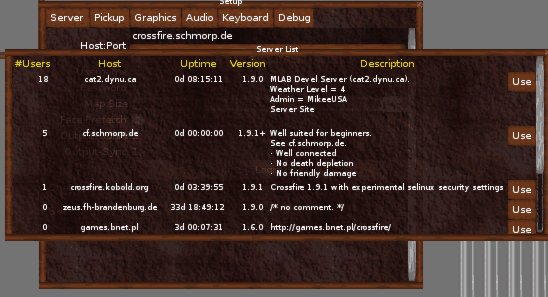 Setup
Server Pickup Graphics Audio Keyboard Debug
crossfire.schmorp.de
Host:Port
Server List
#Users Host Uptime Version Description
18 cat2.dynu.ca 0d 08:15:11 1.9.0 MLAB Devel Server (cat2.dynu.ca). Use
Weather Level = 4
Map Size
Admin = MikeeUSA
Server Site
5 cf.schmorp.de 0d 00:00:00 1.9.1+ Well suited for beginners. Use
See cf.schmorp.de.
· Well connected
· No death depletion
· No friendly damage
1 crossfire.kobold.org 0d 03:39:55 1.9.1 Crossfire 1.9.1 with experimental selinux security settings Use
0 zeus.fh-brandenburg.de 33d 18:49:12 1.9.0 /* no comment. */ Use
0 games.bnet.pl 3d 00:07:31 1.6.0 http://games.bnet.pl/crossfire/ Use